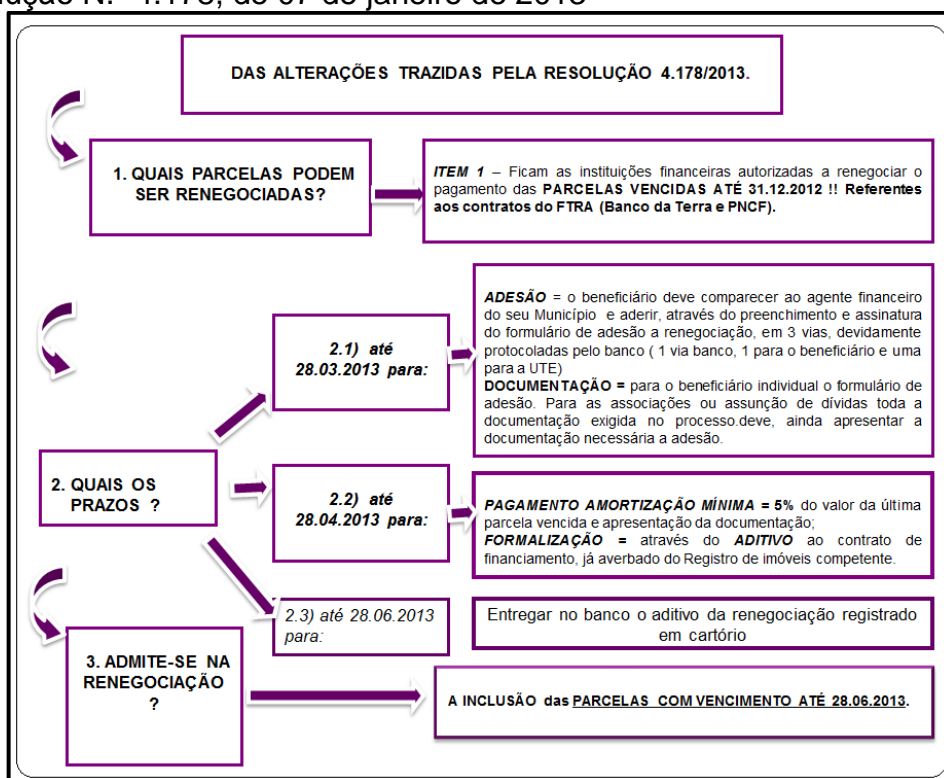 DAS ALTERAÇÕES TRAZIDAS PELA RESOLUÇÃO 4.178/2013.
1. QUAIS PARCELAS PODEM
SER RENEGOCIADAS?
ITEM 1 – Ficam as instituições financeiras autorizadas a renegociar o
pagamento das PARCELAS VENCIDAS ATÉ 31.12.2012 !! Referentes
aos contratos do FTRA (Banco da Terra e PNCF).
2. QUAIS OS
PRAZOS ?
2.1) até
28.03.2013 para:
ADESÃO = o beneficiário deve comparecer ao agente financeiro
do seu Município e aderir, através do preenchimento e assinatura
do formulário de adesão a renegociação, em 3 vias, devidamente
protocoladas pelo banco ( 1 via banco, 1 para o beneficiário e uma
para a UTE)
DOCUMENTAÇÃO = para o beneficiário individual o formulário de
adesão. Para as associações ou assunção de dívidas toda a
documentação exigida no processo.deve, ainda apresentar a
documentação necessária a adesão.
2.2) até
28.04.2013 para:
PAGAMENTO AMORTIZAÇÃO MÍNIMA = 5% do valor da última
parcela vencida e apresentação da documentação;
FORMALIZAÇÃO = através do ADITIVO ao contrato de
financiamento, já averbado do Registro de imóveis competente.
2.3) até 28.06.2013
para:
Entregar no banco o aditivo da renegociação registrado
em cartório
3. ADMITE-SE NA
RENEGOCIAÇÃO
?
A INCLUSÃO das PARCELAS COM VENCIMENTO ATÉ 28.06.2013.